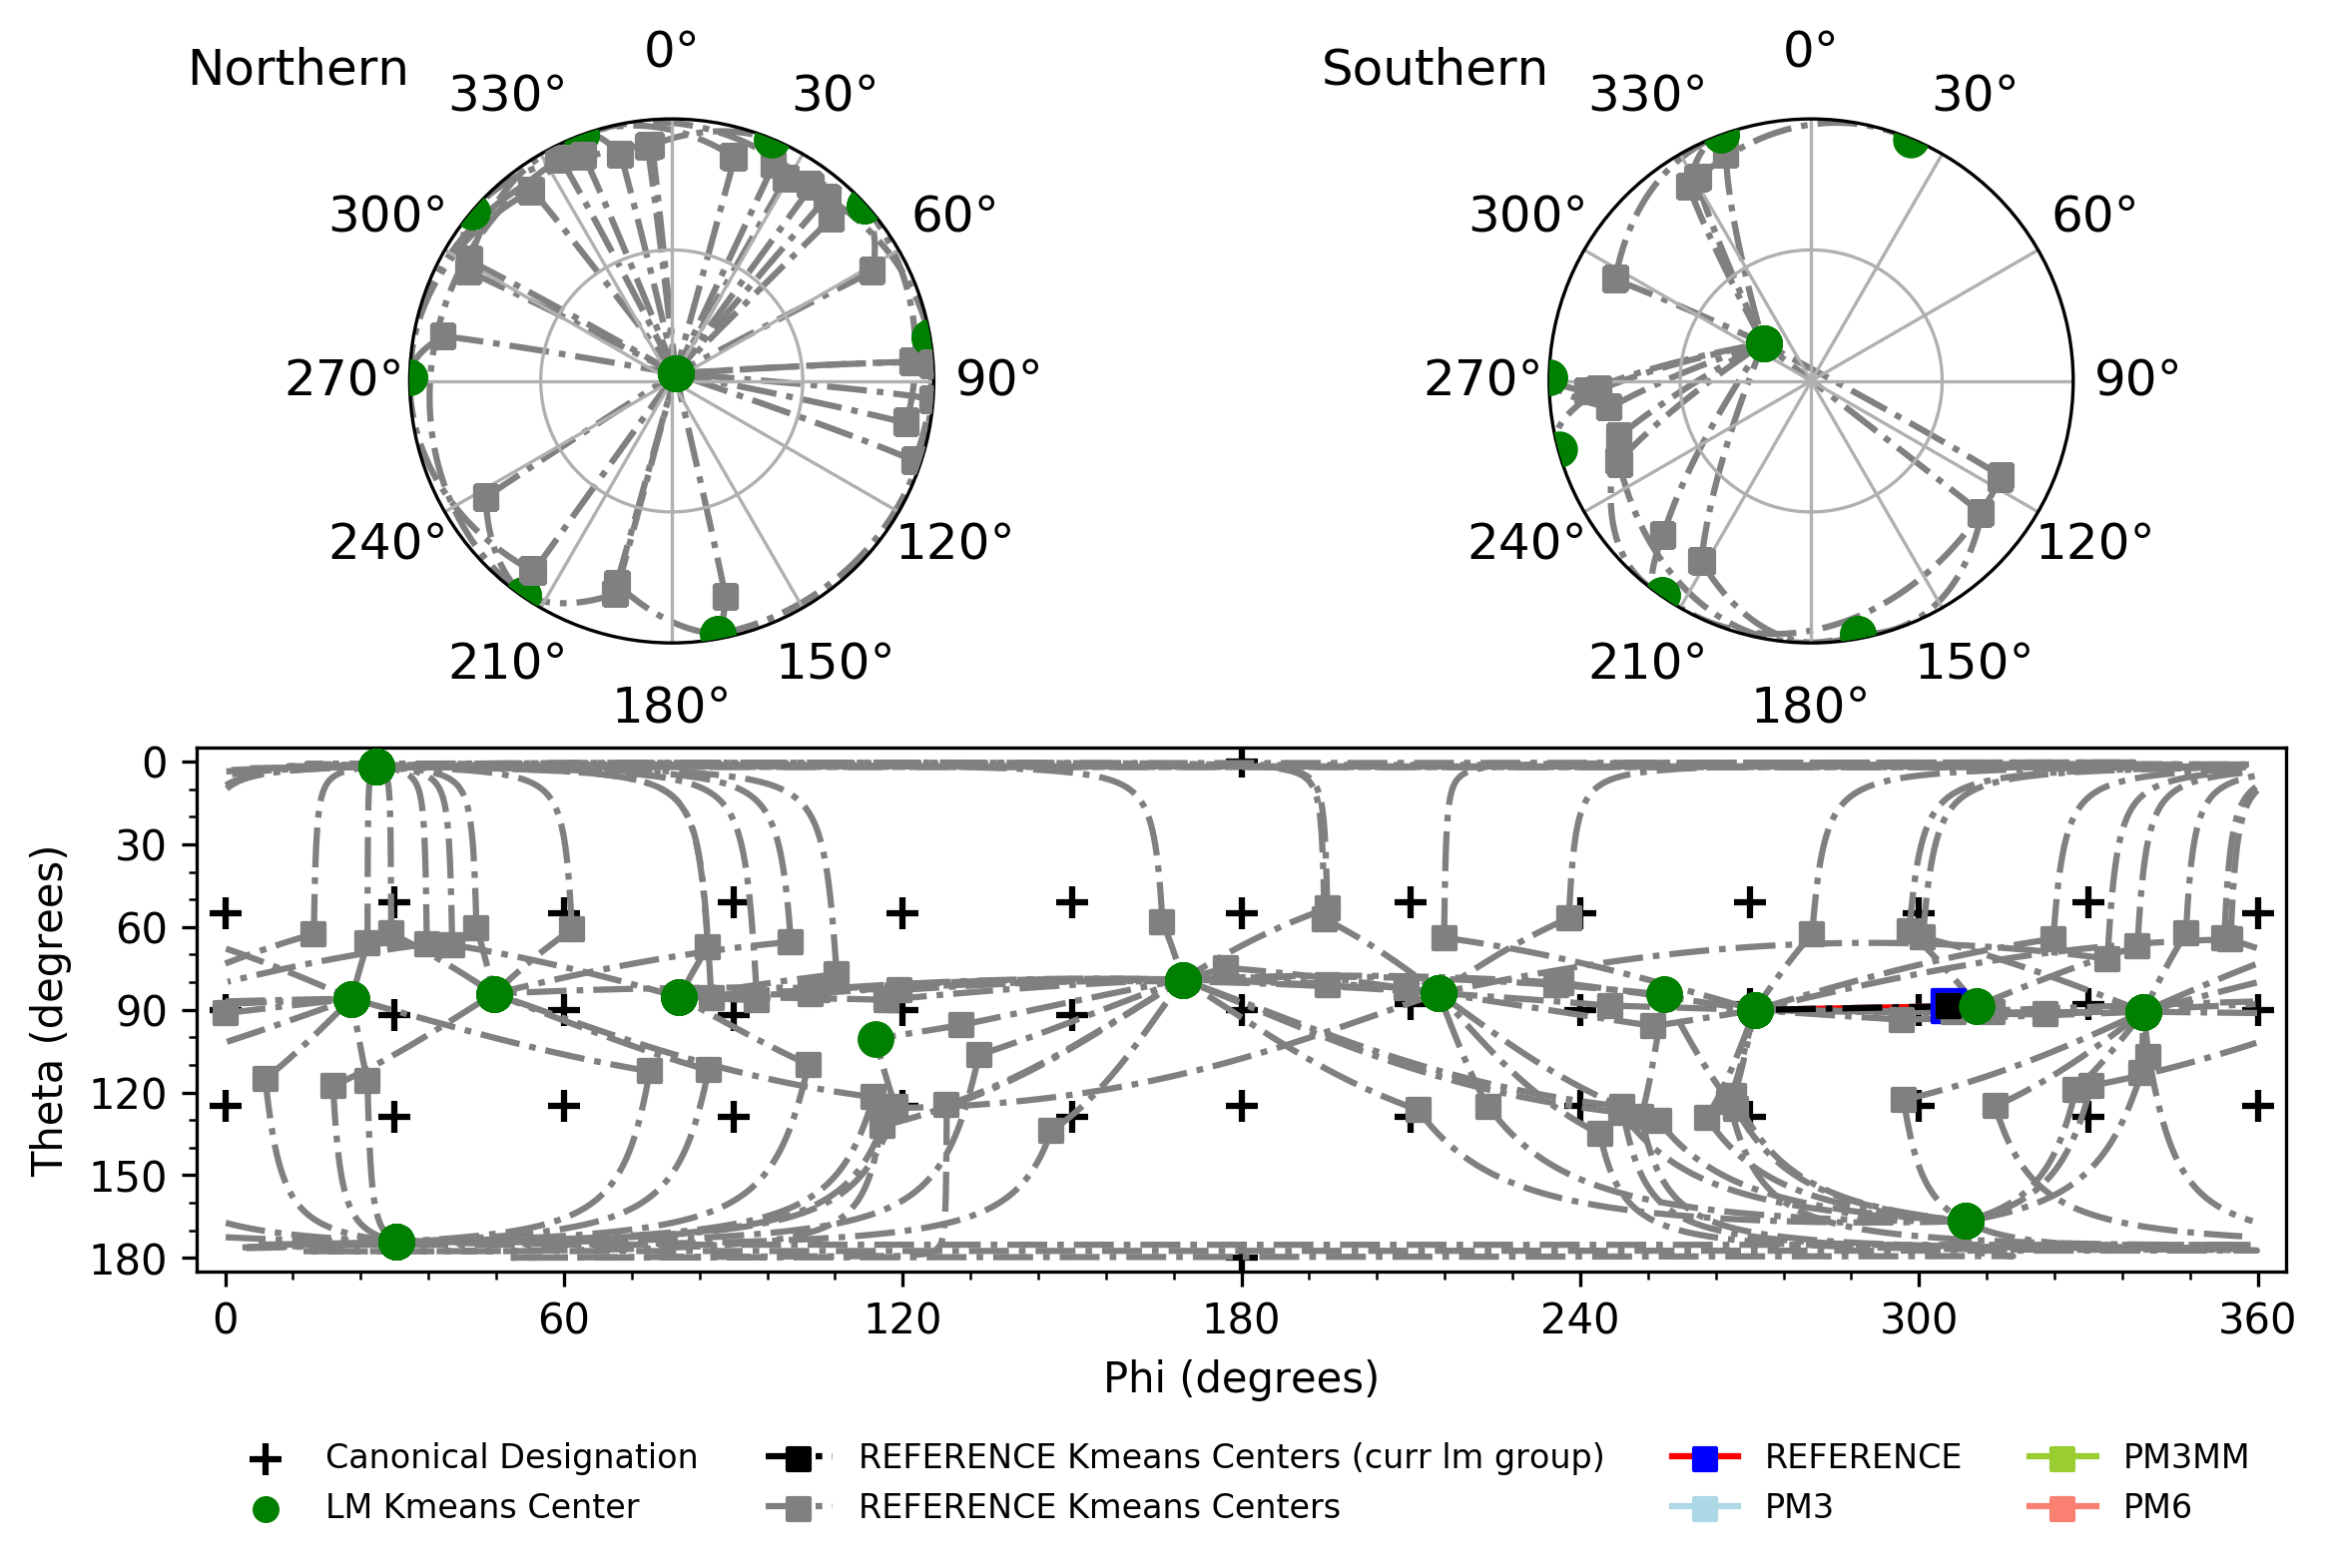 Northern
0°
30°
60°
90°
120°
150°
180°
210°
240°
270°
300°
330°
Southern
0°
30°
60°
90°
120°
150°
180°
210°
240°
270°
300°
330°
Theta (degrees)
0
30
60
90
120
150
180
0 60 120 180 240 300 360
Phi (degrees)
Canonical Designation
LM Kmeans Center
REFERENCE Kmeans Centers (curr lm group)
REFERENCE Kmeans Centers
REFERENCE
PM3
PM3MM
PM6